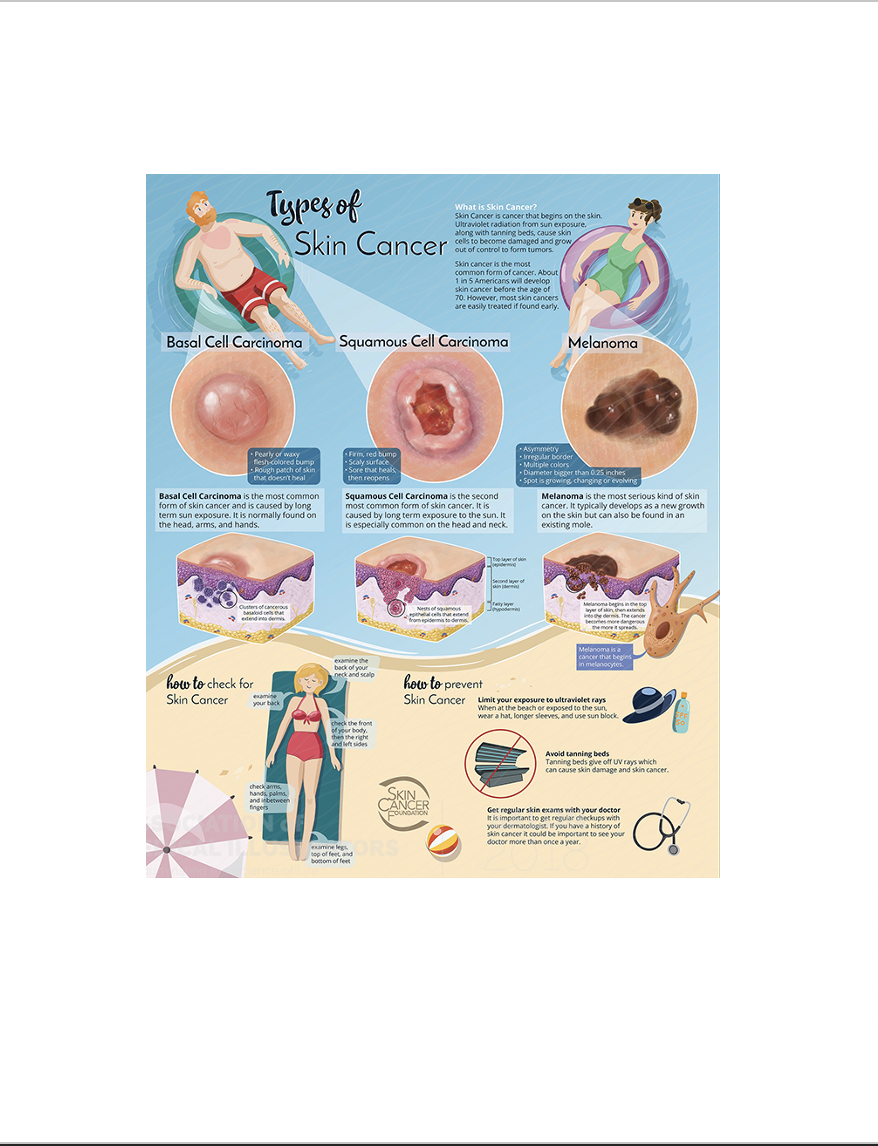 Types of
Skin Cancer
What is Skin Cancer?
Skin Cancer is cancer that begins on the skin.
Ultraviolet radiation from sun exposure,
along with tanning beds, cause skin
cells to become damaged and grow
out of control to form tumors.
Skin cancer is the most
common form of cancer. About
1 in 5 Americans will develop
skin cancer before the age of
70. However, most skin cancers
are easily treated if found early.
Basal Cell Carcinoma
Squamous Cell Carcinoma
Melanoma
• Pearly or waxy
flesh-colored bump
• Rough patch of skin
that doesn't heal
• Firm, red bump
• Scaly surface
• Sore that heals,
then reopens
• Asymmetry
• Irregular border
• Multiple colors
• Diameter bigger than 0.25 inches
• Spot is growing, changing or evolving
Basal Cell Carcinoma is the most common
form of skin cancer and is caused by long
term sun exposure. It is normally found on
the head, arms, and hands.
Squamous Cell Carcinoma is the second
most common form of skin cancer. It is
caused by long term exposure to the sun. It
is especially common on the head and neck.
Melanoma is the most serious kind of skin
cancer. It typically develops as a new growth
on the skin but can also be found in an
existing mole.
Clusters of cancerous
basaloid cells that
extend into dermis.
Nests of squamous
epithelial cells that extend
from epidermis to dermis.
Top layer of skin
(epidermis)
Second layer of
skin (dermis)
Fatty layer
(hypodermis)
Melanoma begins in the top
layer of skin, then extends
into the dermis. The cancer
becomes more dangerous
the more it spreads.
Melanoma is a
cancer that begins
in melanocytes.
how to check for
Skin Cancer
examine the
back of your
neck and scalp
examine
your back
check the front
of your body,
then the right
and left sides
check arms,
hands, palms,
and inbetween
fingers
examine legs,
top of feet, and
bottom of feet
how to prevent
Skin Cancer
Limit your exposure to ultraviolet rays
When at the beach or exposed to the sun,
wear a hat, longer sleeves, and use sun block.
Avoid tanning beds
Tanning beds give off UV rays which
can cause skin damage and skin cancer.
Get regular skin exams with your doctor
It is important to get regular checkups with
your dermatologist. If you have a history of
skin cancer it could be important to see your
doctor more than once a year.
SKIN
CANCER
FOUNDATION
2018